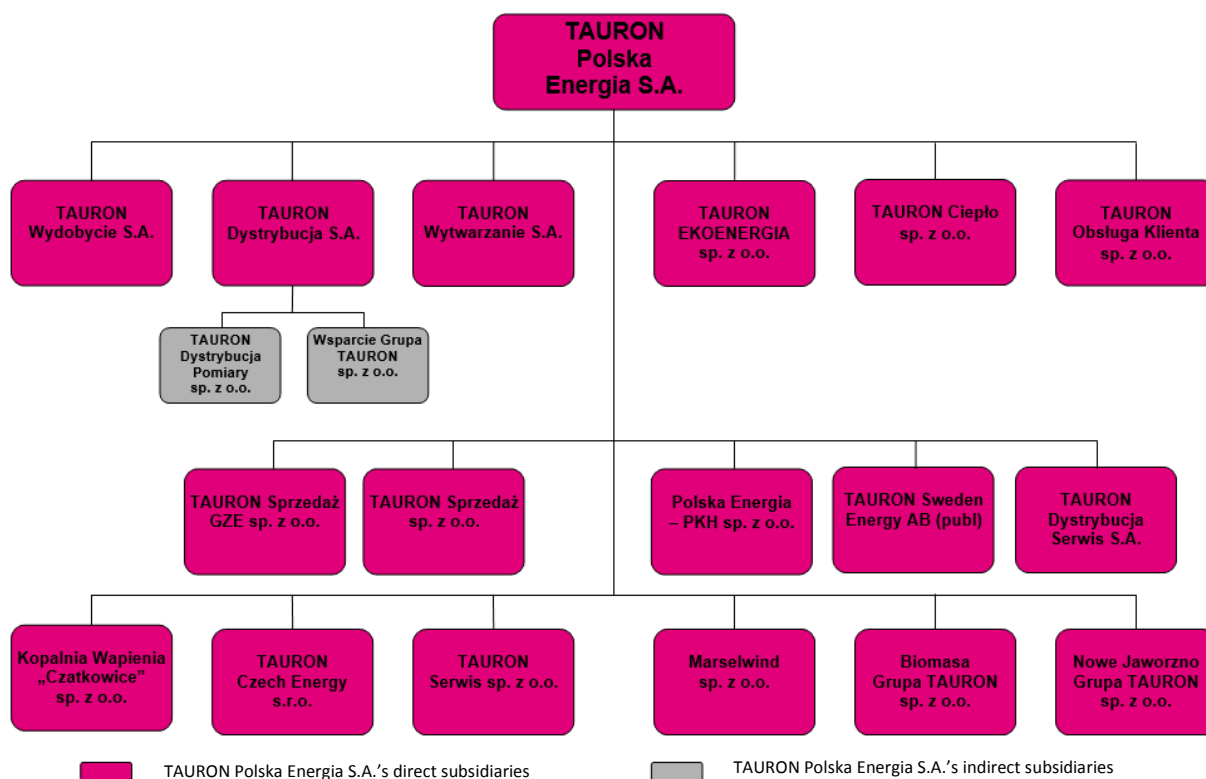 TAURON
Polska
Energia S.A.
TAURON
Wydobycie S.A.
TAURON
Dystrybucja S.A.
TAURON
Wytwarzanie S.A.
TAURON
EKOENERGIA
sp. z o.o.
TAURON Ciepło
sp. z o.o.
TAURON
Obsługa Klienta
sp. z o.o.
TAURON
Dystrybucja
Pomiary
sp. z o.o.
Wsparcie Grupa
TAURON
sp. z o.o.
TAURON Sprzedaż
GZE sp. z o.o.
TAURON Sprzedaż
sp. z o.o.
Polska Energia
– PKH sp. z o.o.
TAURON Sweden
Energy AB (publ)
TAURON
Dystrybucja
Serwis S.A.
Kopalnia Wapienia
„Czatkowice”
sp. z o.o.
TAURON
Czech Energy
s.r.o.
TAURON
Serwis sp. z o.o.
Marselwind
sp. z o.o.
Biomasa
Grupa TAURON
sp. z o.o.
Nowe Jaworzno
Grupa TAURON
sp. z o.o.
TAURON Polska Energia S.A.'s direct subsidiaries
TAURON Polska Energia S.A.'s indirect subsidiaries